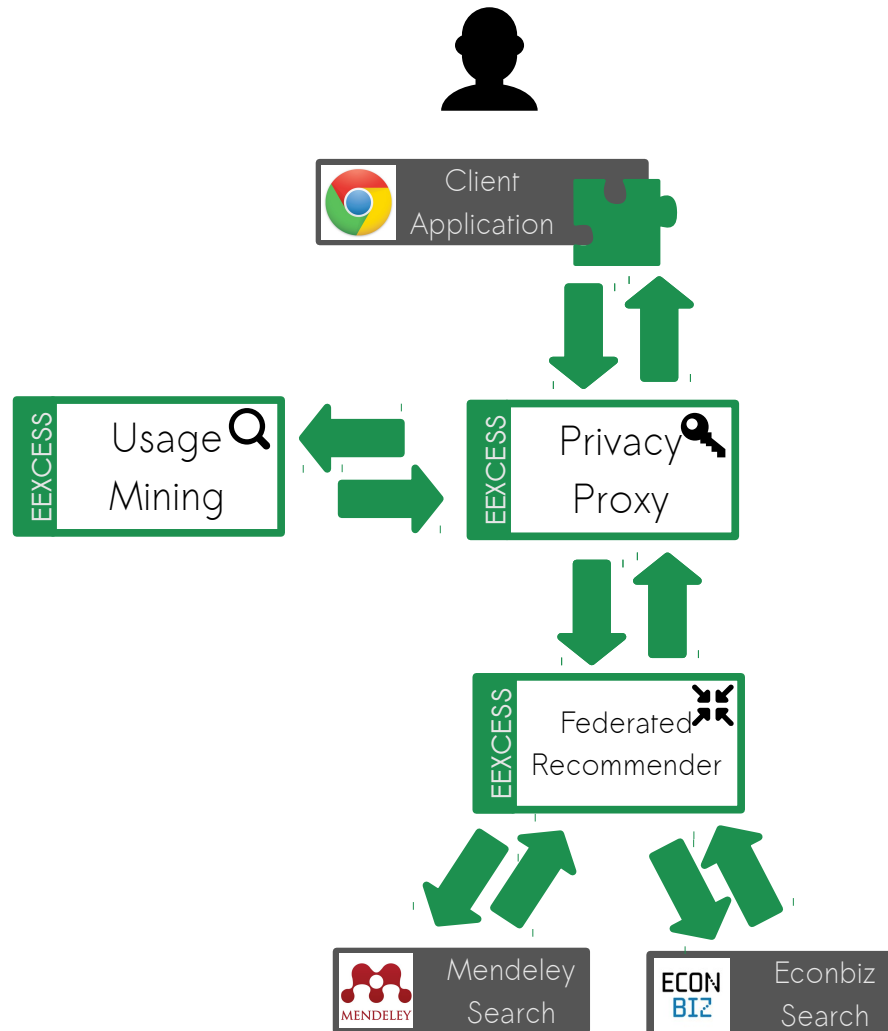 Client
Application
EEXCESS
Usage
Mining
EEXCESS
Privacy
Proxy
EEXCESS
Federated
Recommender
MENDELEY
Mendeley
Search
ECON
BIZ
Econbiz
Search